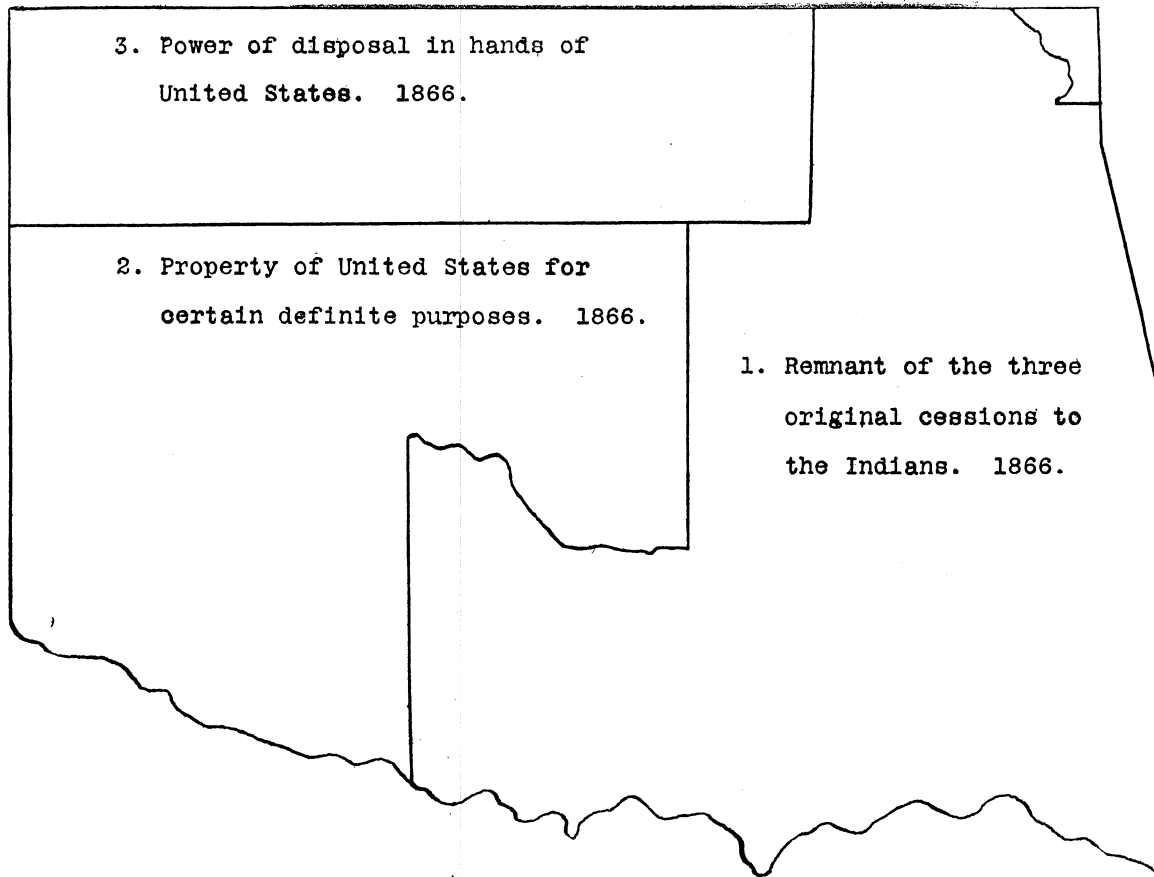 3. Power of disposal in hands of
United States. 1866.
2. Property of United States for
certain definite purposes. 1866.
1. Remnant of the three
original cessions to
the Indians. 1866.